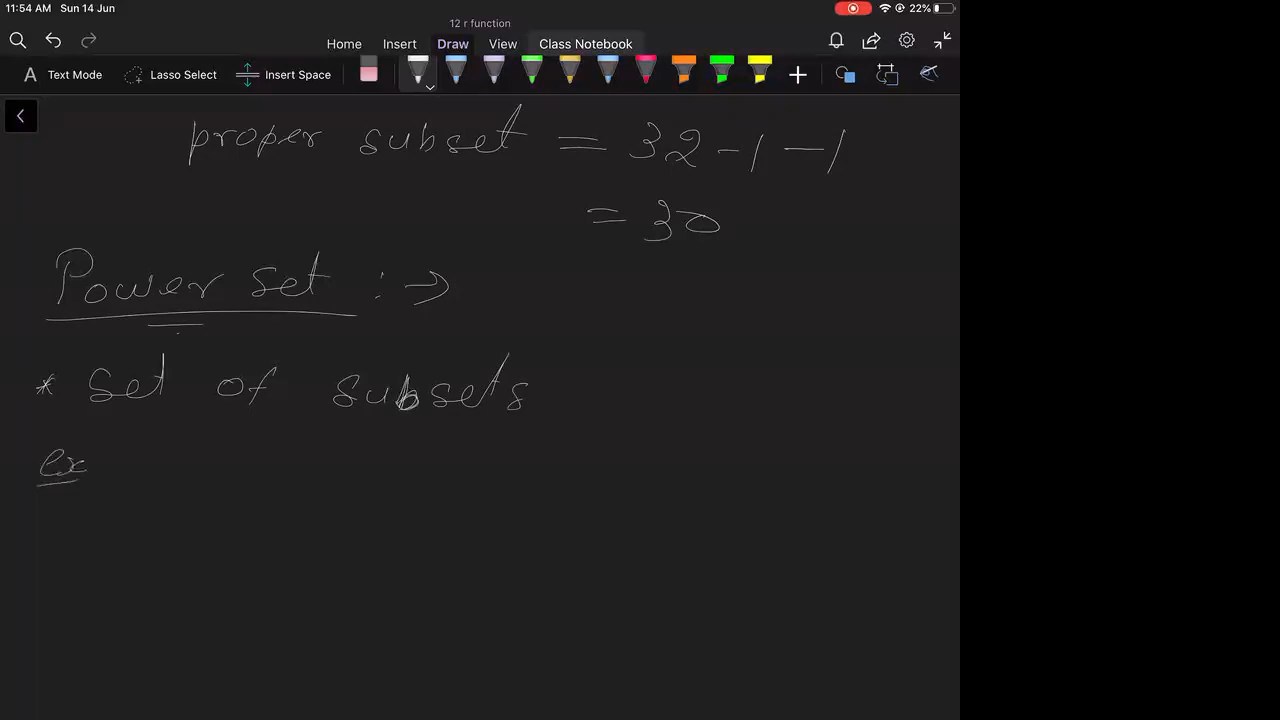 11:54 AM Sun 14 Jun
22%
12 r function
Home Insert Draw View Class Notebook
Text Mode Lasso Select Insert Space
proper subset = 32 - 1 - 1
= 30
Power set : →
* Set of subsets
ex